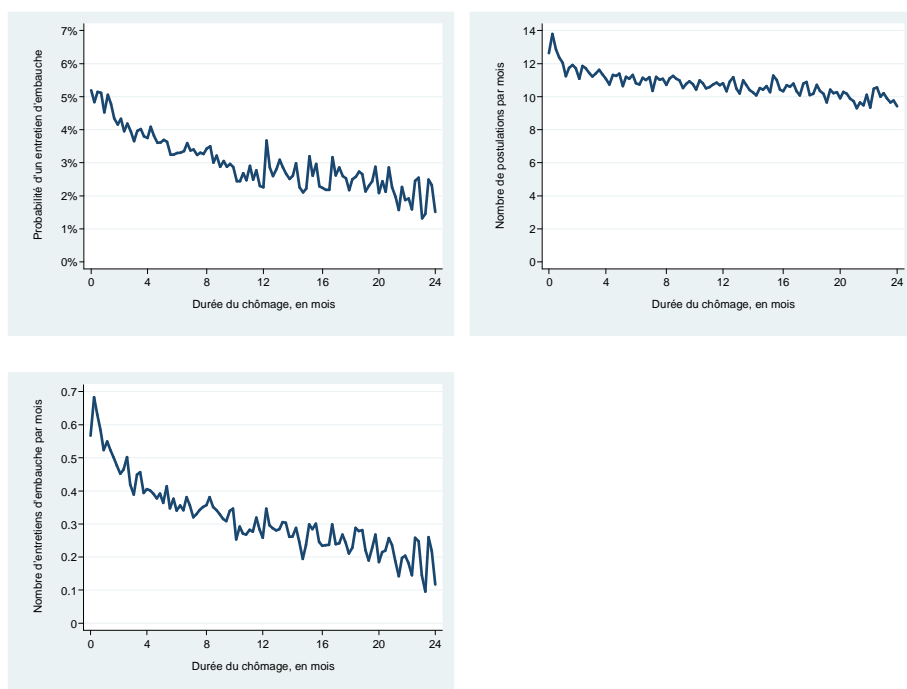 Probabilité d'un entretien d'embauche
7%
6%
5%
4%
3%
2%
1%
0%
0 4 8 12 16 20 24
Durée du chômage, en mois
Nombre de postulations par mois
14
12
10
8
6
4
2
0
0 4 8 12 16 20 24
Durée du chômage, en mois
Nombre d'entretiens d'embauche par mois
0.7
0.6
0.5
0.4
0.3
0.2
0.1
0
0 4 8 12 16 20 24
Durée du chômage, en mois